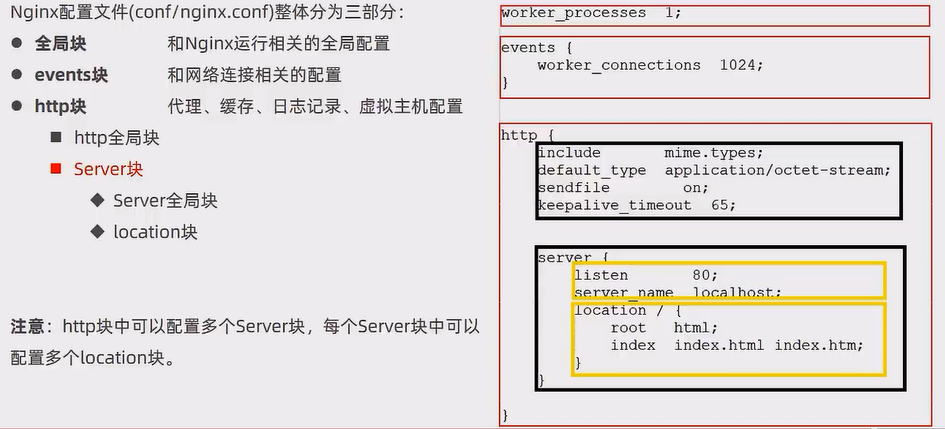 Nginx配置文件(conf/nginx.conf)整体分为三部分：
● 全局块 和Nginx运行相关的全局配置
● events块 和网络连接相关的配置
● http块 代理、缓存、日志记录、虚拟主机配置
■ http全局块
■ Server块
◆ Server全局块
◆ location块
注意：http块中可以配置多个Server块，每个Server块中可以
配置多个location块。
worker_processes  1;
events {
    worker_connections  1024;
}
http {
    include       mime.types;
    default_type  application/octet-stream;
    sendfile        on;
    keepalive_timeout  65;
    server {
        listen       80;
        server_name  localhost;
        location / {
            root   html;
            index  index.html index.htm;
        }
    }
}